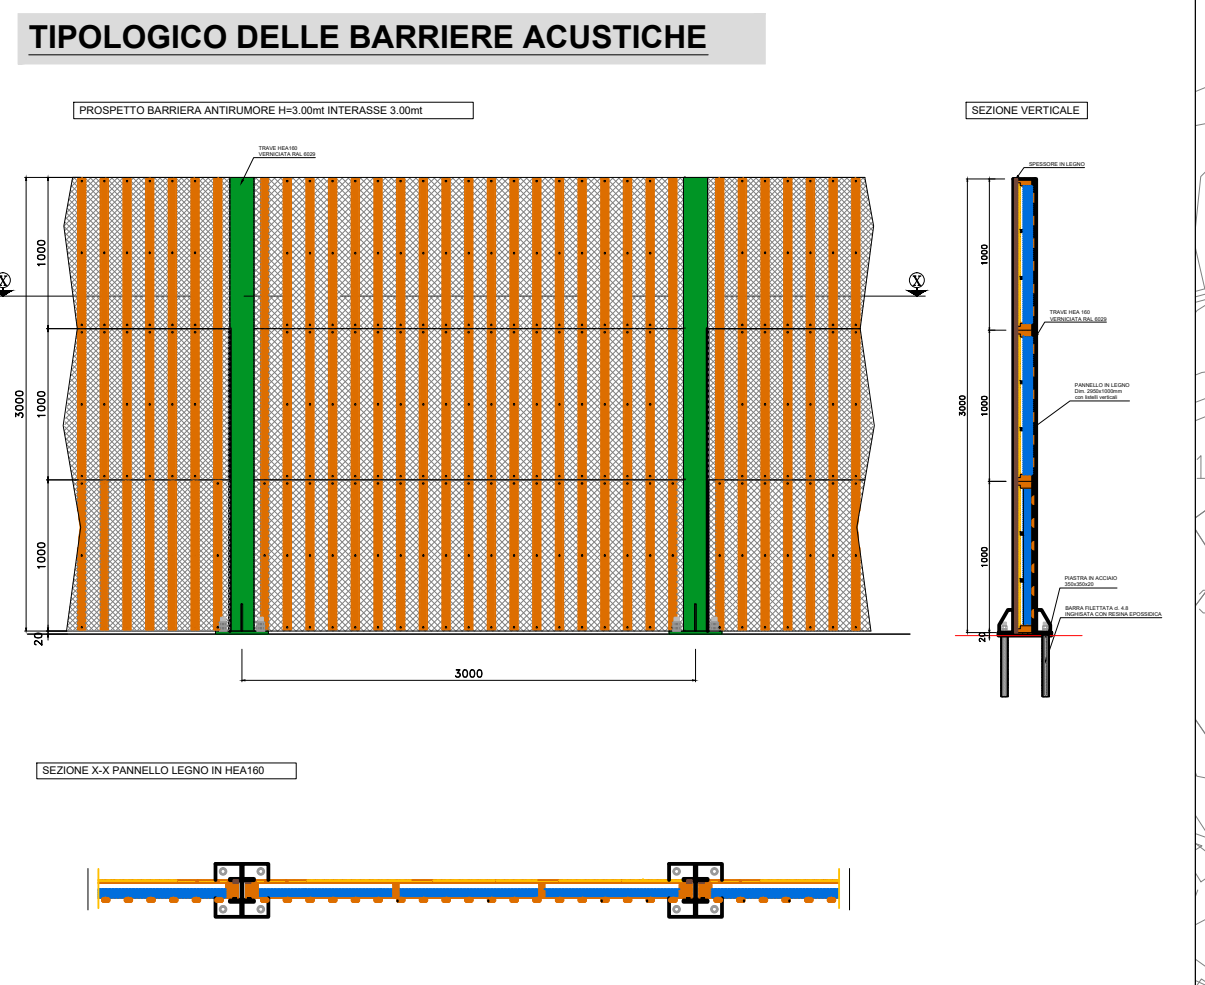 TIPOLOGICO DELLE BARRIERE ACUSTICHE
PROSPETTO BARRIERA ANTIRUMORE H=3.00mt INTERASSE 3.00mt
SEZIONE VERTICALE
TRAVE HEA160
VERNICIATA RAL 6029
SPESSORE IN LEGNO
1000
1000
1000
3000
20
X
X
3000
1000
1000
1000
3000
20
TRAVE HEA 160
VERNICIATA RAL 6029
PANNELLO IN LEGNO
Dim. 2950x1000mm
con listelli verticali
PIASTRA IN ACCIAIO
350x350x20
BARRA FILETTATA cl. 4.8
INGHISATA CON RESINA EPOSSIDICA
SEZIONE X-X PANNELLO LEGNO IN HEA160
1